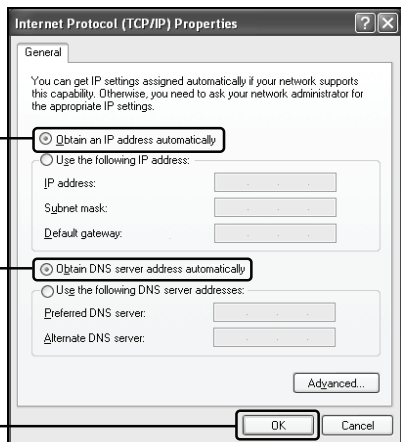 Internet Protocol (TCP/IP) Properties
General
You can get IP settings assigned automatically if your network supports
this capability. Otherwise, you need to ask your network administrator for
the appropriate IP settings.
Obtain an IP address automatically
Use the following IP address:
IP address:
Subnet mask:
Default gateway:
Obtain DNS server address automatically
Use the following DNS server addresses:
Preferred DNS server:
Alternate DNS server:
Advanced...
OK Cancel